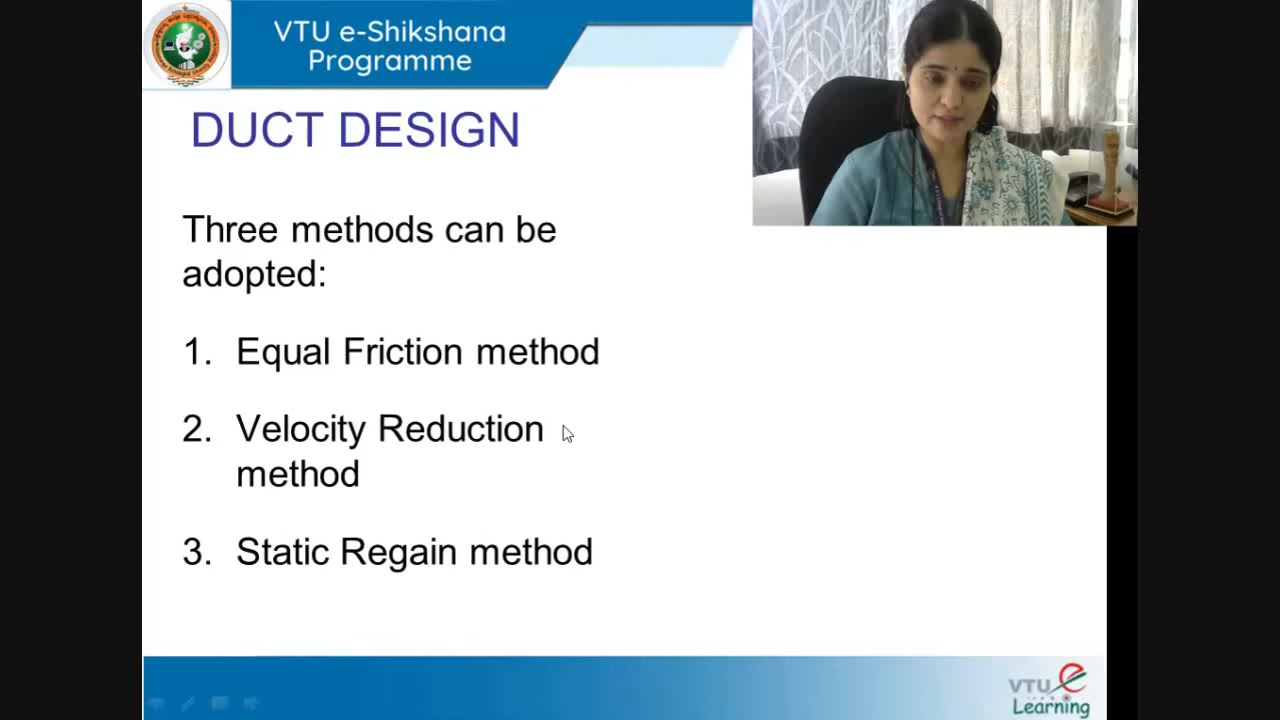 VTU e-Shikshana
Programme
DUCT DESIGN
Three methods can be
adopted:
1. Equal Friction method
2. Velocity Reduction
method
3. Static Regain method
VTU e
Learning